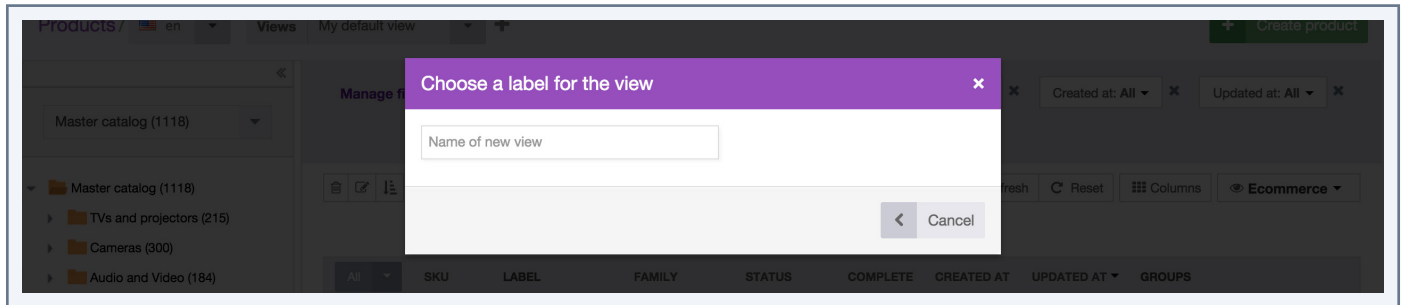 Products / en Views My default view Create product
Choose a label for the view
Manage fi Created at: All Updated at: All
Master catalog (1118)
Name of new view
Master catalog (1118) fresh Reset Columns Ecommerce
TVs and projectors (215)
Cancel
Cameras (300)
Audio and Video (184) All SKU LABEL FAMILY STATUS COMPLETE CREATED AT UPDATED AT GROUPS